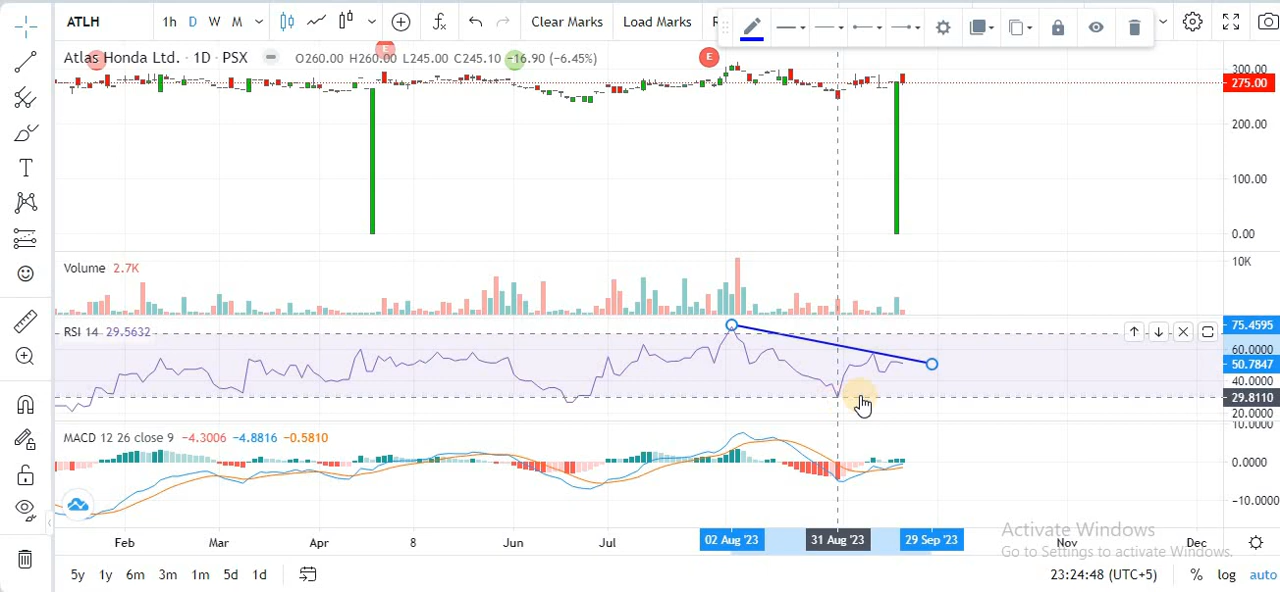 ATLH 1h D W M Clear Marks Load Marks
Atlas Honda Ltd. · 1D · PSX O260.00 H260.00 L245.00 C245.10 −16.90 (−6.45%)
E
E
300.00
275.00
200.00
100.00
0.00
Volume 2.7K
10K
RSI 14 29.5632
75.4595
60.0000
50.7847
40.0000
29.8110
20.0000
10.0000
MACD 12 26 close 9 −4.3006 −4.8816 −0.5810
0.0000
−10.0000
Activate Windows
Go to Settings to activate Windows.
Feb Mar Apr 8 Jun Jul 02 Aug '23 31 Aug '23 29 Sep '23 Nov Dec
5y 1y 6m 3m 1m 5d 1d 23:24:48 (UTC+5) % log auto